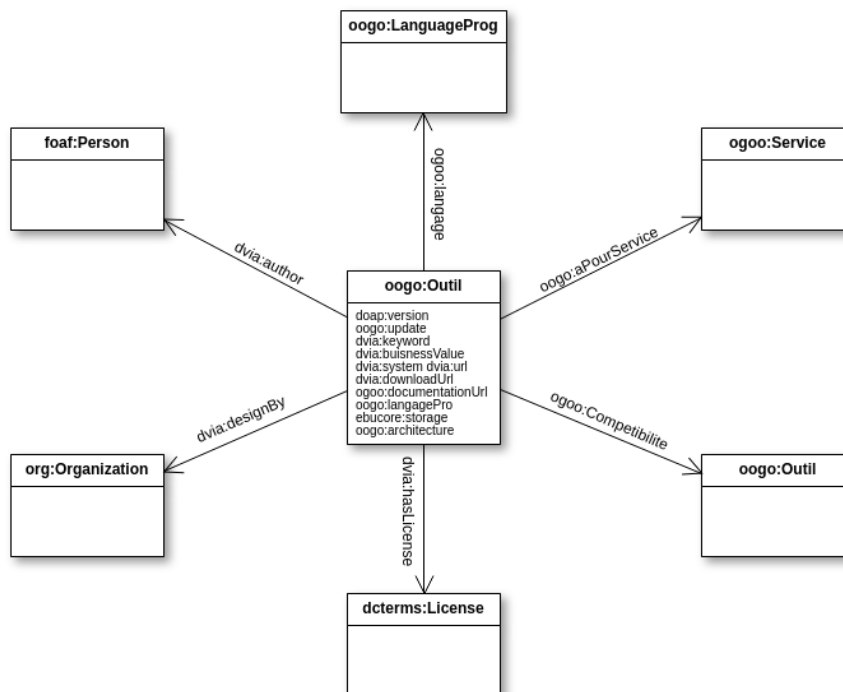 oogo:LanguageProg
foaf:Person
ogoo:Service
ogoo:langage
dvia:author
oogo:aPourService
oogo:Outil
doap:version
oogo:update
dvia:keyword
dvia:buisnessValue
dvia:system dvia:url
dvia:downloadUrl
ogoo:documentationUrl
oogo:langagePro
ebucore:storage
oogo:architecture
dvia:designBy
ogoo:Competibilite
org:Organization
dvia:hasLicense
oogo:Outil
dcterms:License